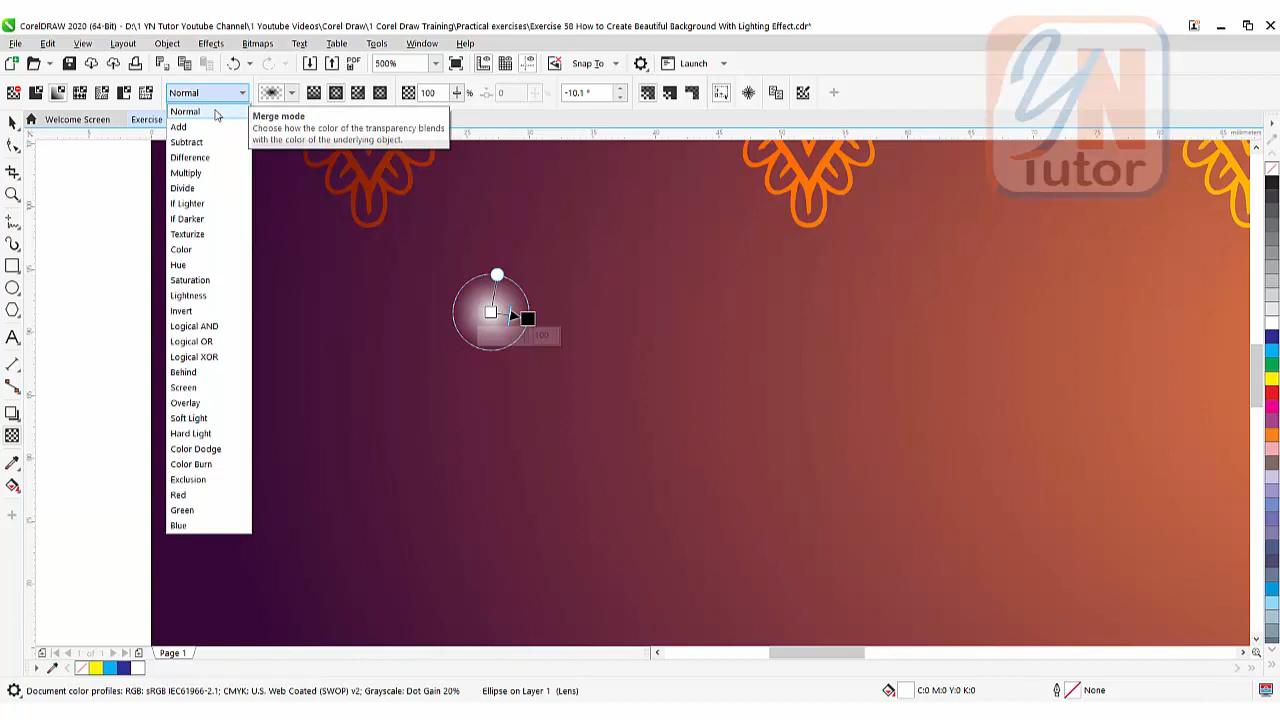 CorelDRAW 2020 (64-Bit) - D:\1 YN Tutor Youtube Channel\1 Youtube Videos\Corel Draw\1 Corel Draw Training\Practical exercises\Exercise 58 How to Create Beautiful Background With Lighting Effect.cdr*
File Edit View Layout Object Effects Bitmaps Text Table Tools Window Help
PDF 500% Snap To Launch
Normal 100 0 -10.1 °
Welcome Screen Exercise
Normal
Add
Subtract
Difference
Multiply
Divide
If Lighter
If Darker
Texturize
Color
Hue
Saturation
Lightness
Invert
Logical AND
Logical OR
Logical XOR
Behind
Screen
Overlay
Soft Light
Hard Light
Color Dodge
Color Burn
Exclusion
Red
Green
Blue
Merge mode
Choose how the color of the transparency blends
with the color of the underlying object.
YN
Tutor
millimeters
100
1 of 1 Page 1
Document color profiles: RGB: sRGB IEC61966-2.1; CMYK: U.S. Web Coated (SWOP) v2; Grayscale: Dot Gain 20% Ellipse on Layer 1 (Lens) C:0 M:0 Y:0 K:0 None